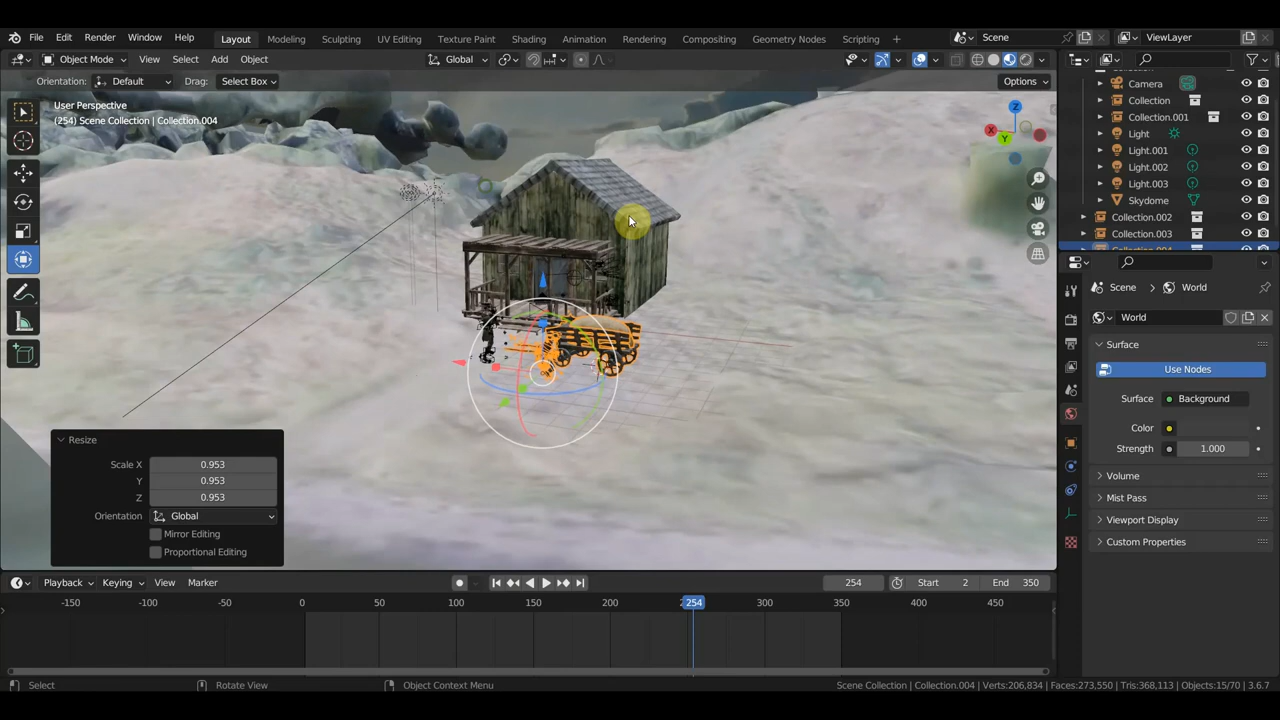 File Edit Render Window Help Layout Modeling Sculpting UV Editing Texture Paint Shading Animation Rendering Compositing Geometry Nodes Scripting Scene ViewLayer
Object Mode View Select Add Object Global
Orientation: Default Drag: Select Box Options
User Perspective
(254) Scene Collection | Collection.004
X
Y
Z
Camera
Collection
Collection.001
Light
Light.001
Light.002
Light.003
Skydome
Collection.002
Collection.003
Scene World
World
Surface
Use Nodes
Surface Background
Color
Strength 1.000
Volume
Mist Pass
Viewport Display
Custom Properties
Resize
Scale X 0.953
Y 0.953
Z 0.953
Orientation Global
Mirror Editing
Proportional Editing
Playback Keying View Marker 254 Start 2 End 350
-150 -100 -50 0 50 100 150 200 254 300 350 400 450
Select Rotate View Object Context Menu Scene Collection | Collection.004 | Verts:206,834 | Faces:273,550 | Tris:368,113 | Objects:15/70 | 3.6.7